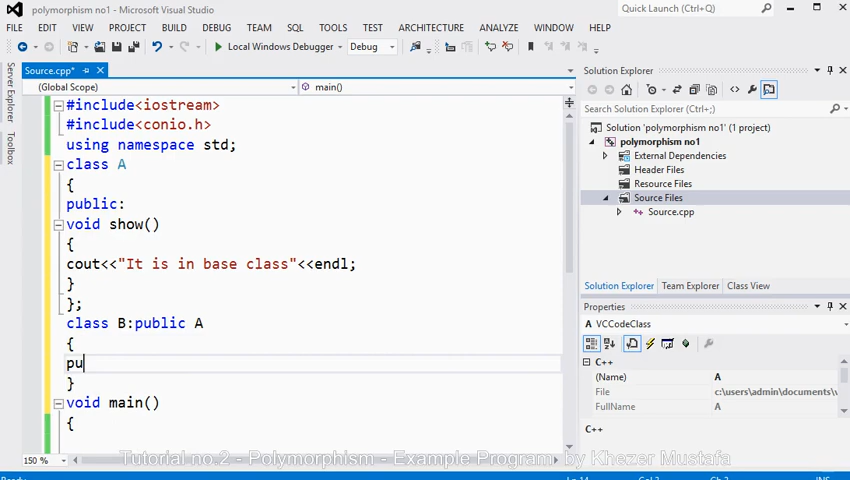 polymorphism no1 - Microsoft Visual Studio
Quick Launch (Ctrl+Q)
FILE EDIT VIEW PROJECT BUILD DEBUG TEAM SQL TOOLS TEST ARCHITECTURE ANALYZE WINDOW HELP
Local Windows Debugger Debug
Server Explorer
Toolbox
Source.cpp*
(Global Scope) main()
#include<iostream>
#include<conio.h>
using namespace std;
class A
{
public:
void show()
{
cout<<"It is in base class"<<endl;
}
};
class B:public A
{
pu
}
void main()
{
150 %
Solution Explorer
Search Solution Explorer (Ctrl+;)
Solution 'polymorphism no1' (1 project)
polymorphism no1
External Dependencies
Header Files
Resource Files
Source Files
Source.cpp
Solution Explorer Team Explorer Class View
Properties
A VCCodeClass
C++
(Name) A
File c:\users\admin\documents\v
FullName A
C++
Tutorial no.2 - Polymorphism - Example Program by Khezer Mustafa